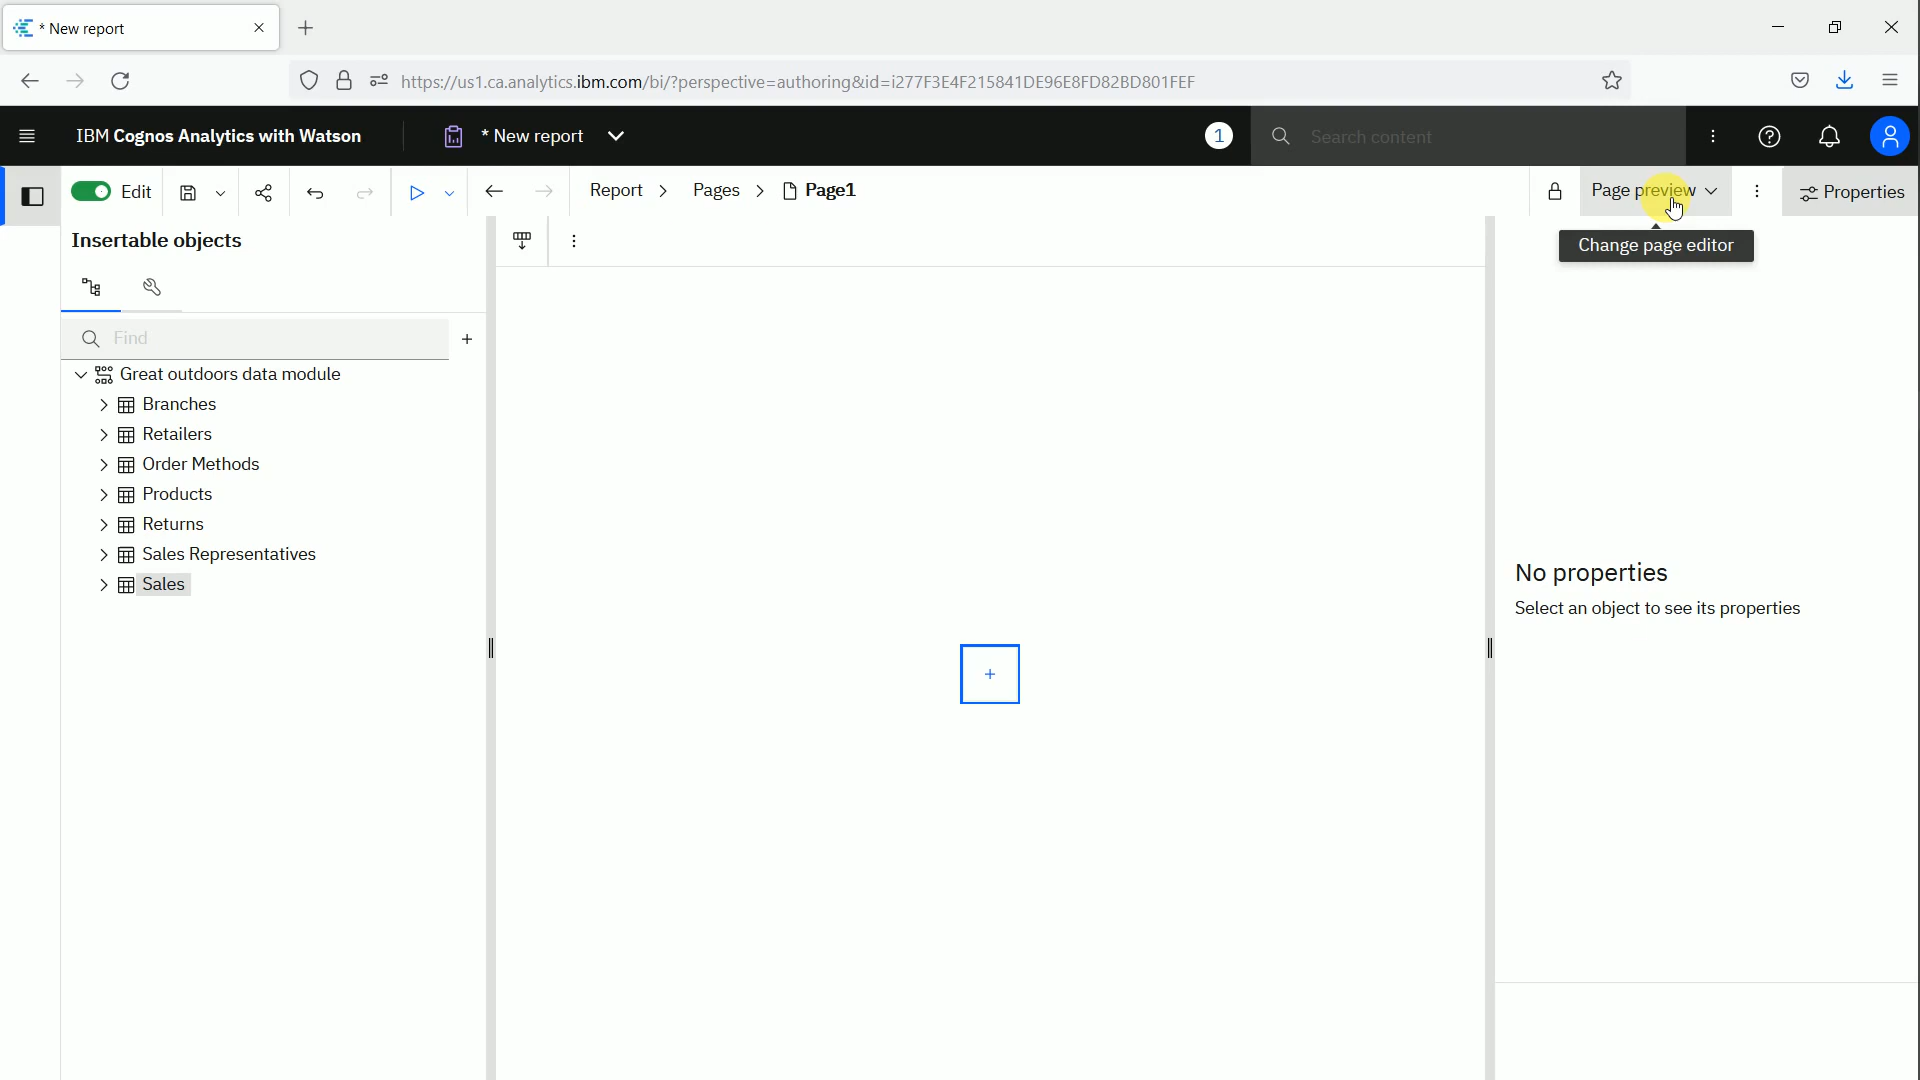 * New report
https://us1.ca.analytics.ibm.com/bi/?perspective=authoring&id=i277F3E4F215841DE96E8FD82BD801FEF
IBM Cognos Analytics with Watson
* New report
1
Search content
Edit
Report
Pages
Page1
Page preview
Properties
Change page editor
Insertable objects
Find
Great outdoors data module
Branches
Retailers
Order Methods
Products
Returns
Sales Representatives
Sales
No properties
Select an object to see its properties